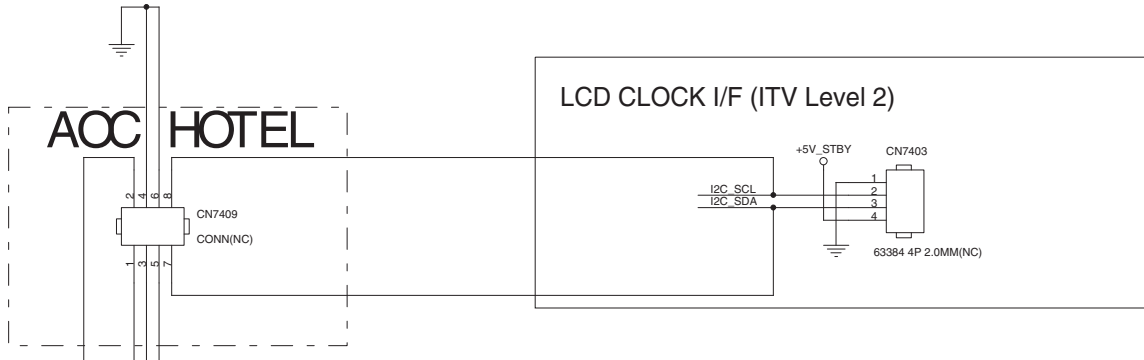 LCD CLOCK I/F (ITV Level 2)
AOC HOTEL
+5V_STBY
CN7403
1
I2C_SCL
2
I2C_SDA
3
4
63384 4P 2.0MM(NC)
2
4
6
8
CN7409
CONN(NC)
1
3
5
7